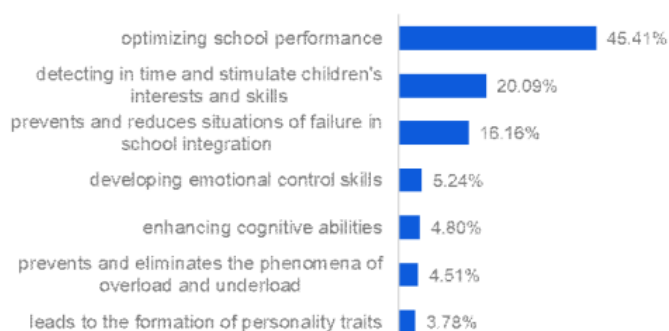 optimizing school performance 45.41%
detecting in time and stimulate children's
interests and skills 20.09%
prevents and reduces situations of failure in
school integration 16.16%
developing emotional control skills 5.24%
enhancing cognitive abilities 4.80%
prevents and eliminates the phenomena of
overload and underload 4.51%
leads to the formation of personality traits 3.78%